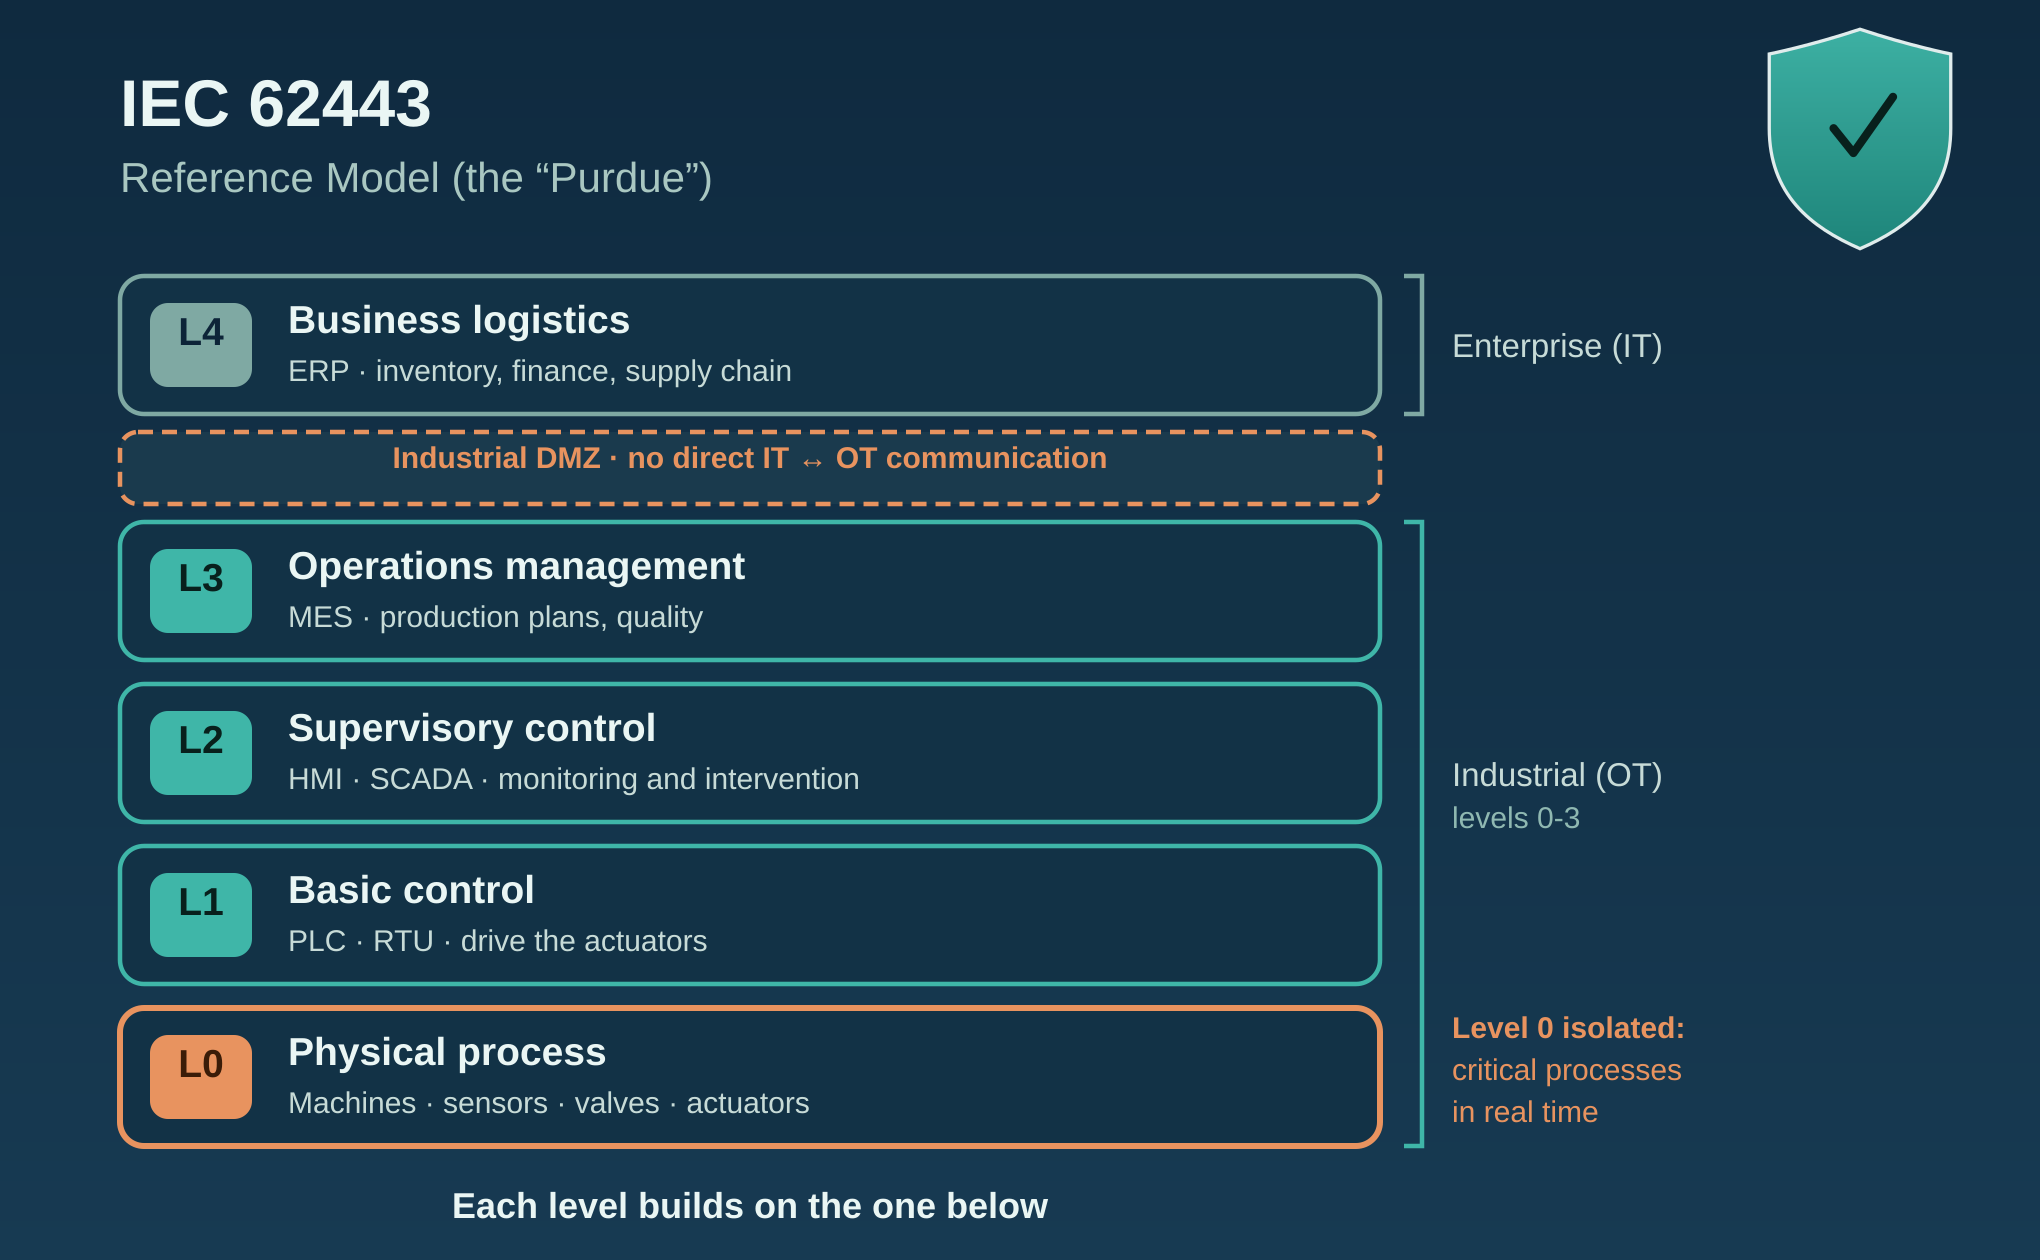 IEC 62443
Reference Model (the “Purdue”)
L4
Business logistics
ERP · inventory, finance, supply chain
Enterprise (IT)
Industrial DMZ · no direct IT ↔ OT communication
L3
Operations management
MES · production plans, quality
L2
Supervisory control
HMI · SCADA · monitoring and intervention
Industrial (OT)
levels 0-3
L1
Basic control
PLC · RTU · drive the actuators
L0
Physical process
Machines · sensors · valves · actuators
Level 0 isolated:
critical processes
in real time
Each level builds on the one below